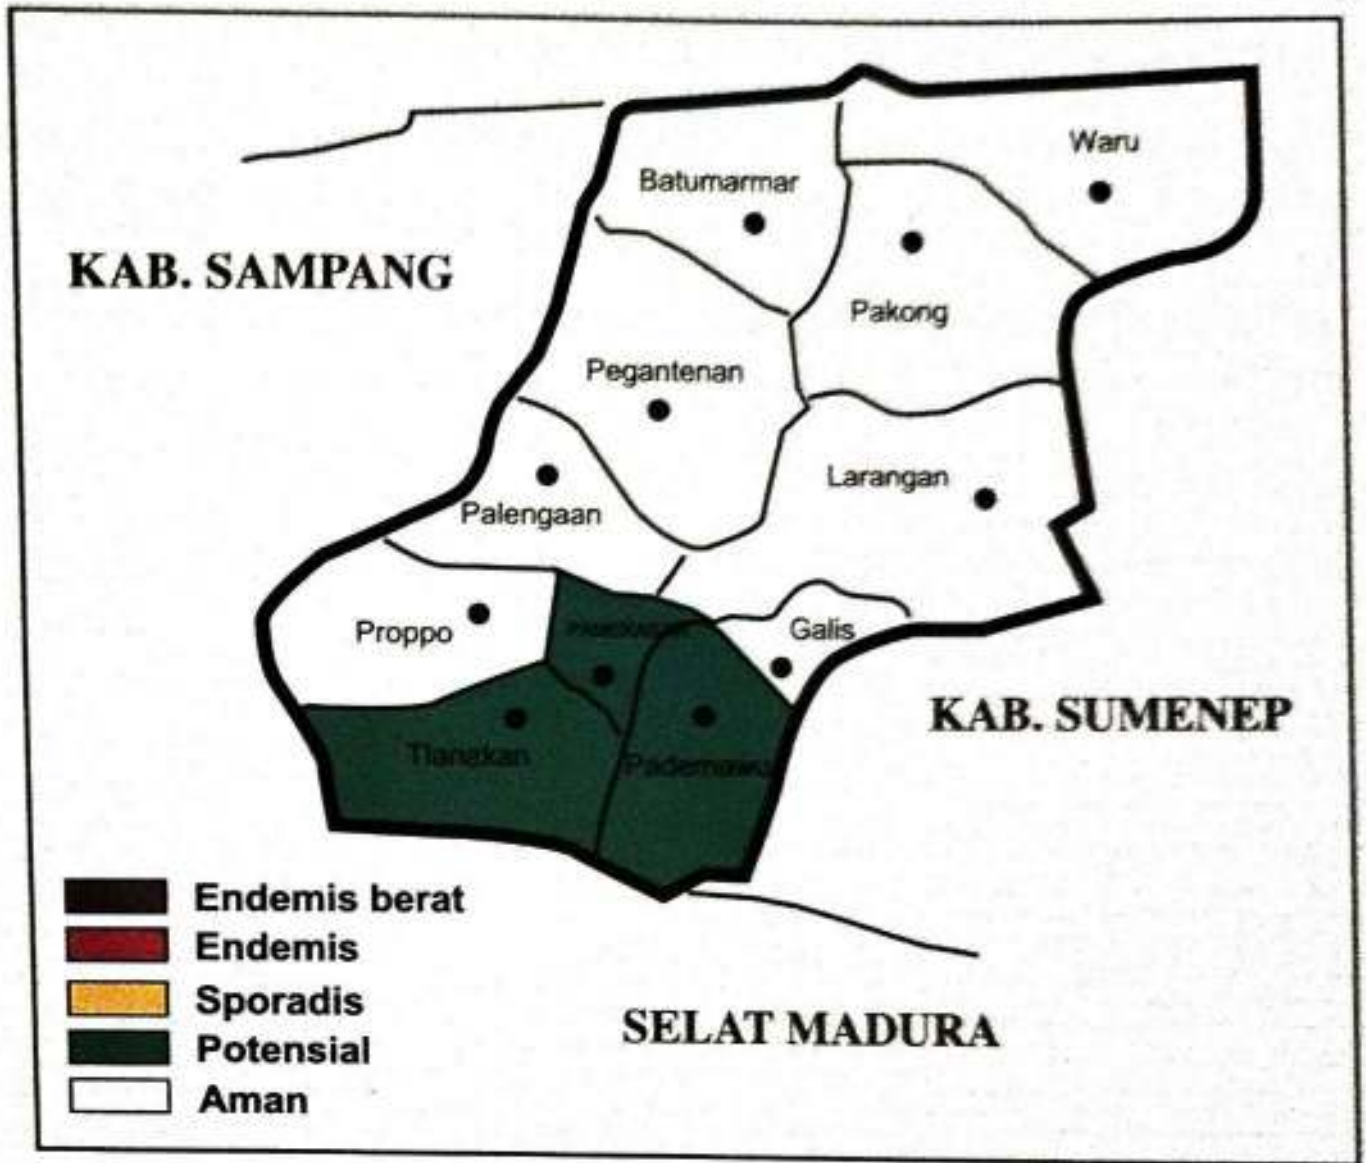 Waru
Batumarmar
KAB. SAMPANG
Pakong
Pegantenan
Larangan
Palengaan
Proppo
Galis
KAB. SUMENEP
Tlanakan
Pademawu
Endemis berat
Endemis
Sporadis
SELAT MADURA
Potensial
Aman